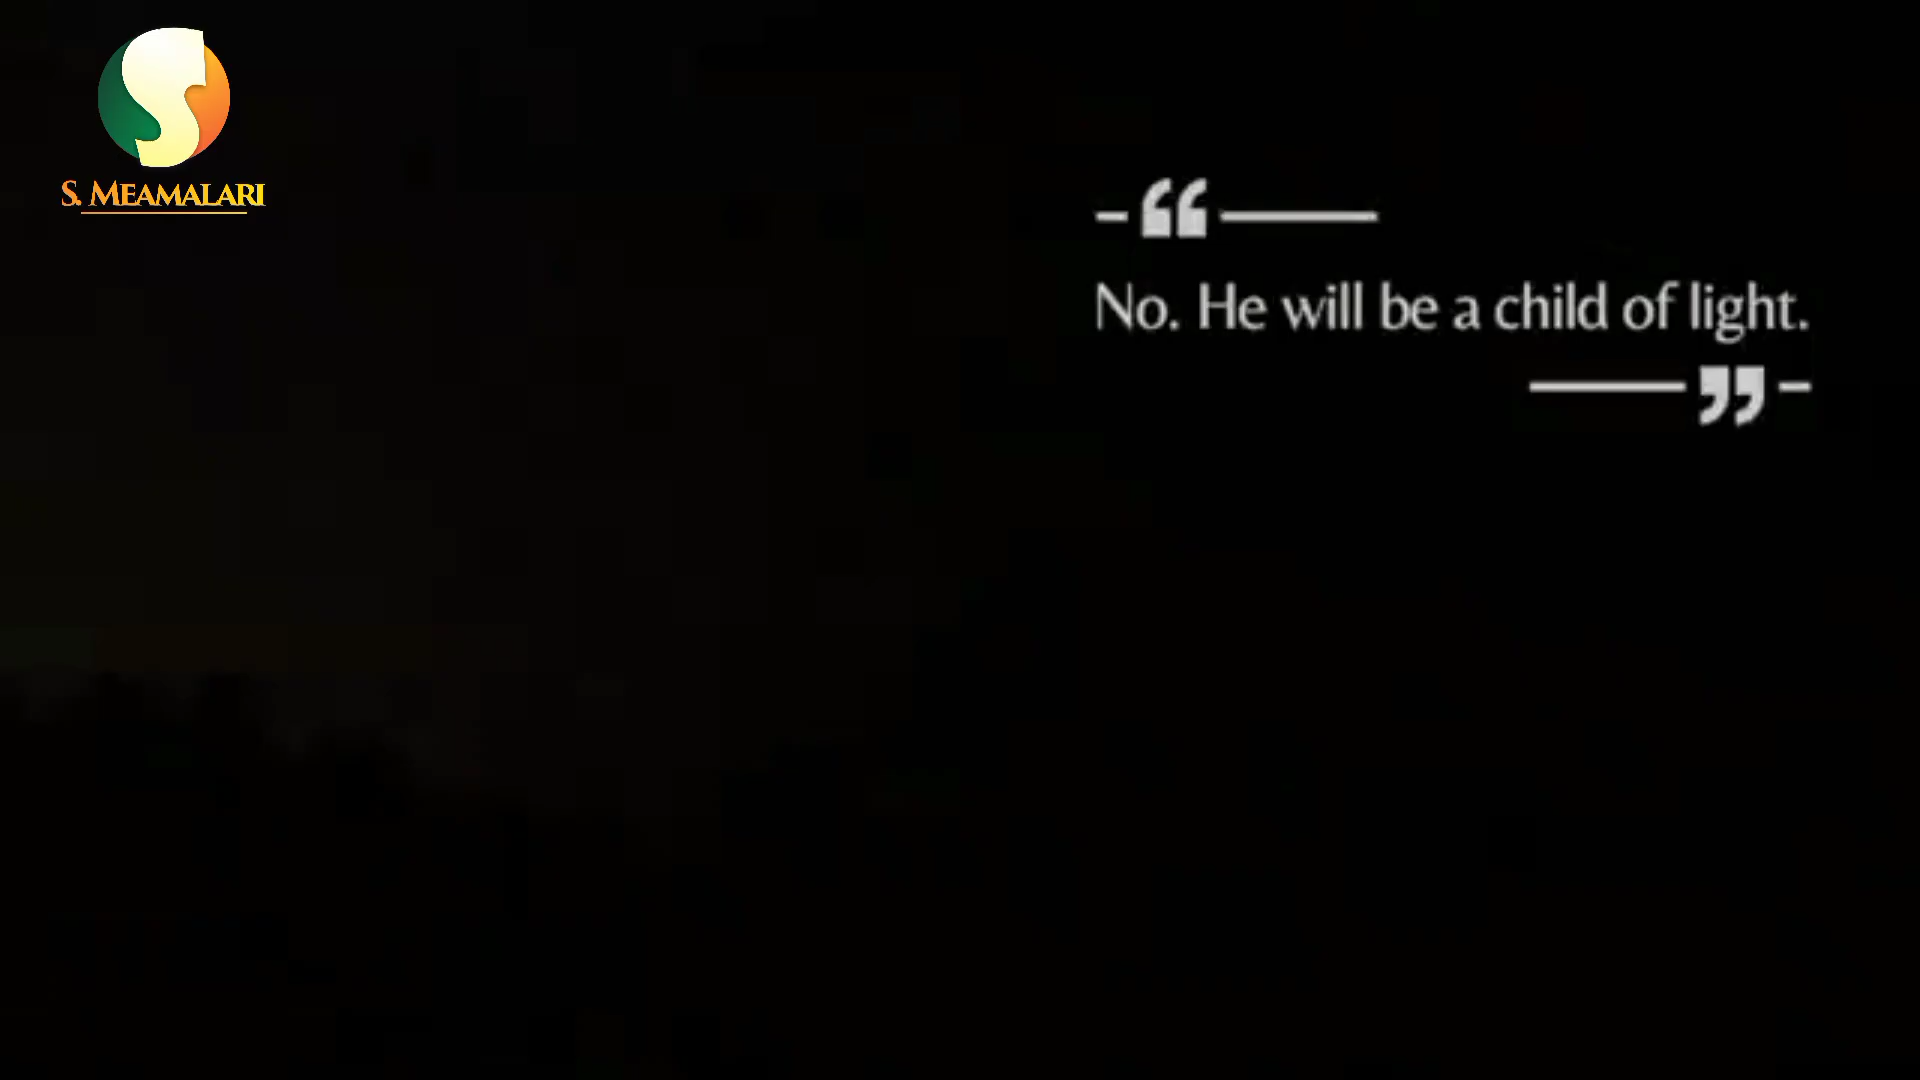 S. MEAMALARI
“
No. He will be a child of light.
”